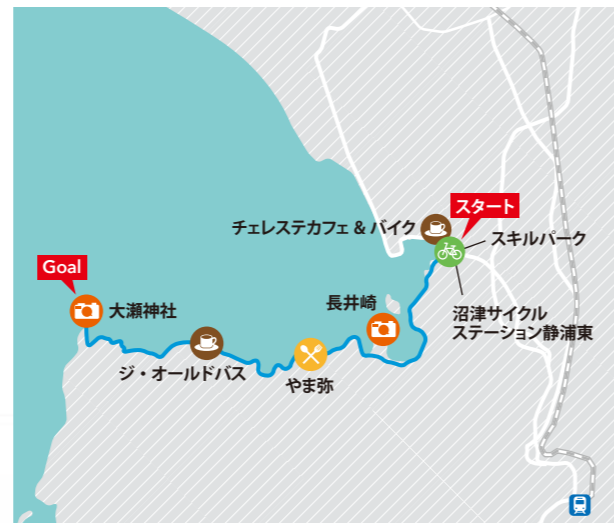 スタート
チェレステカフェ & バイク
スキルパーク
Goal
大瀬神社
長井崎
沼津サイクル
ステーション静浦東
ジ・オールドバス
やま弥